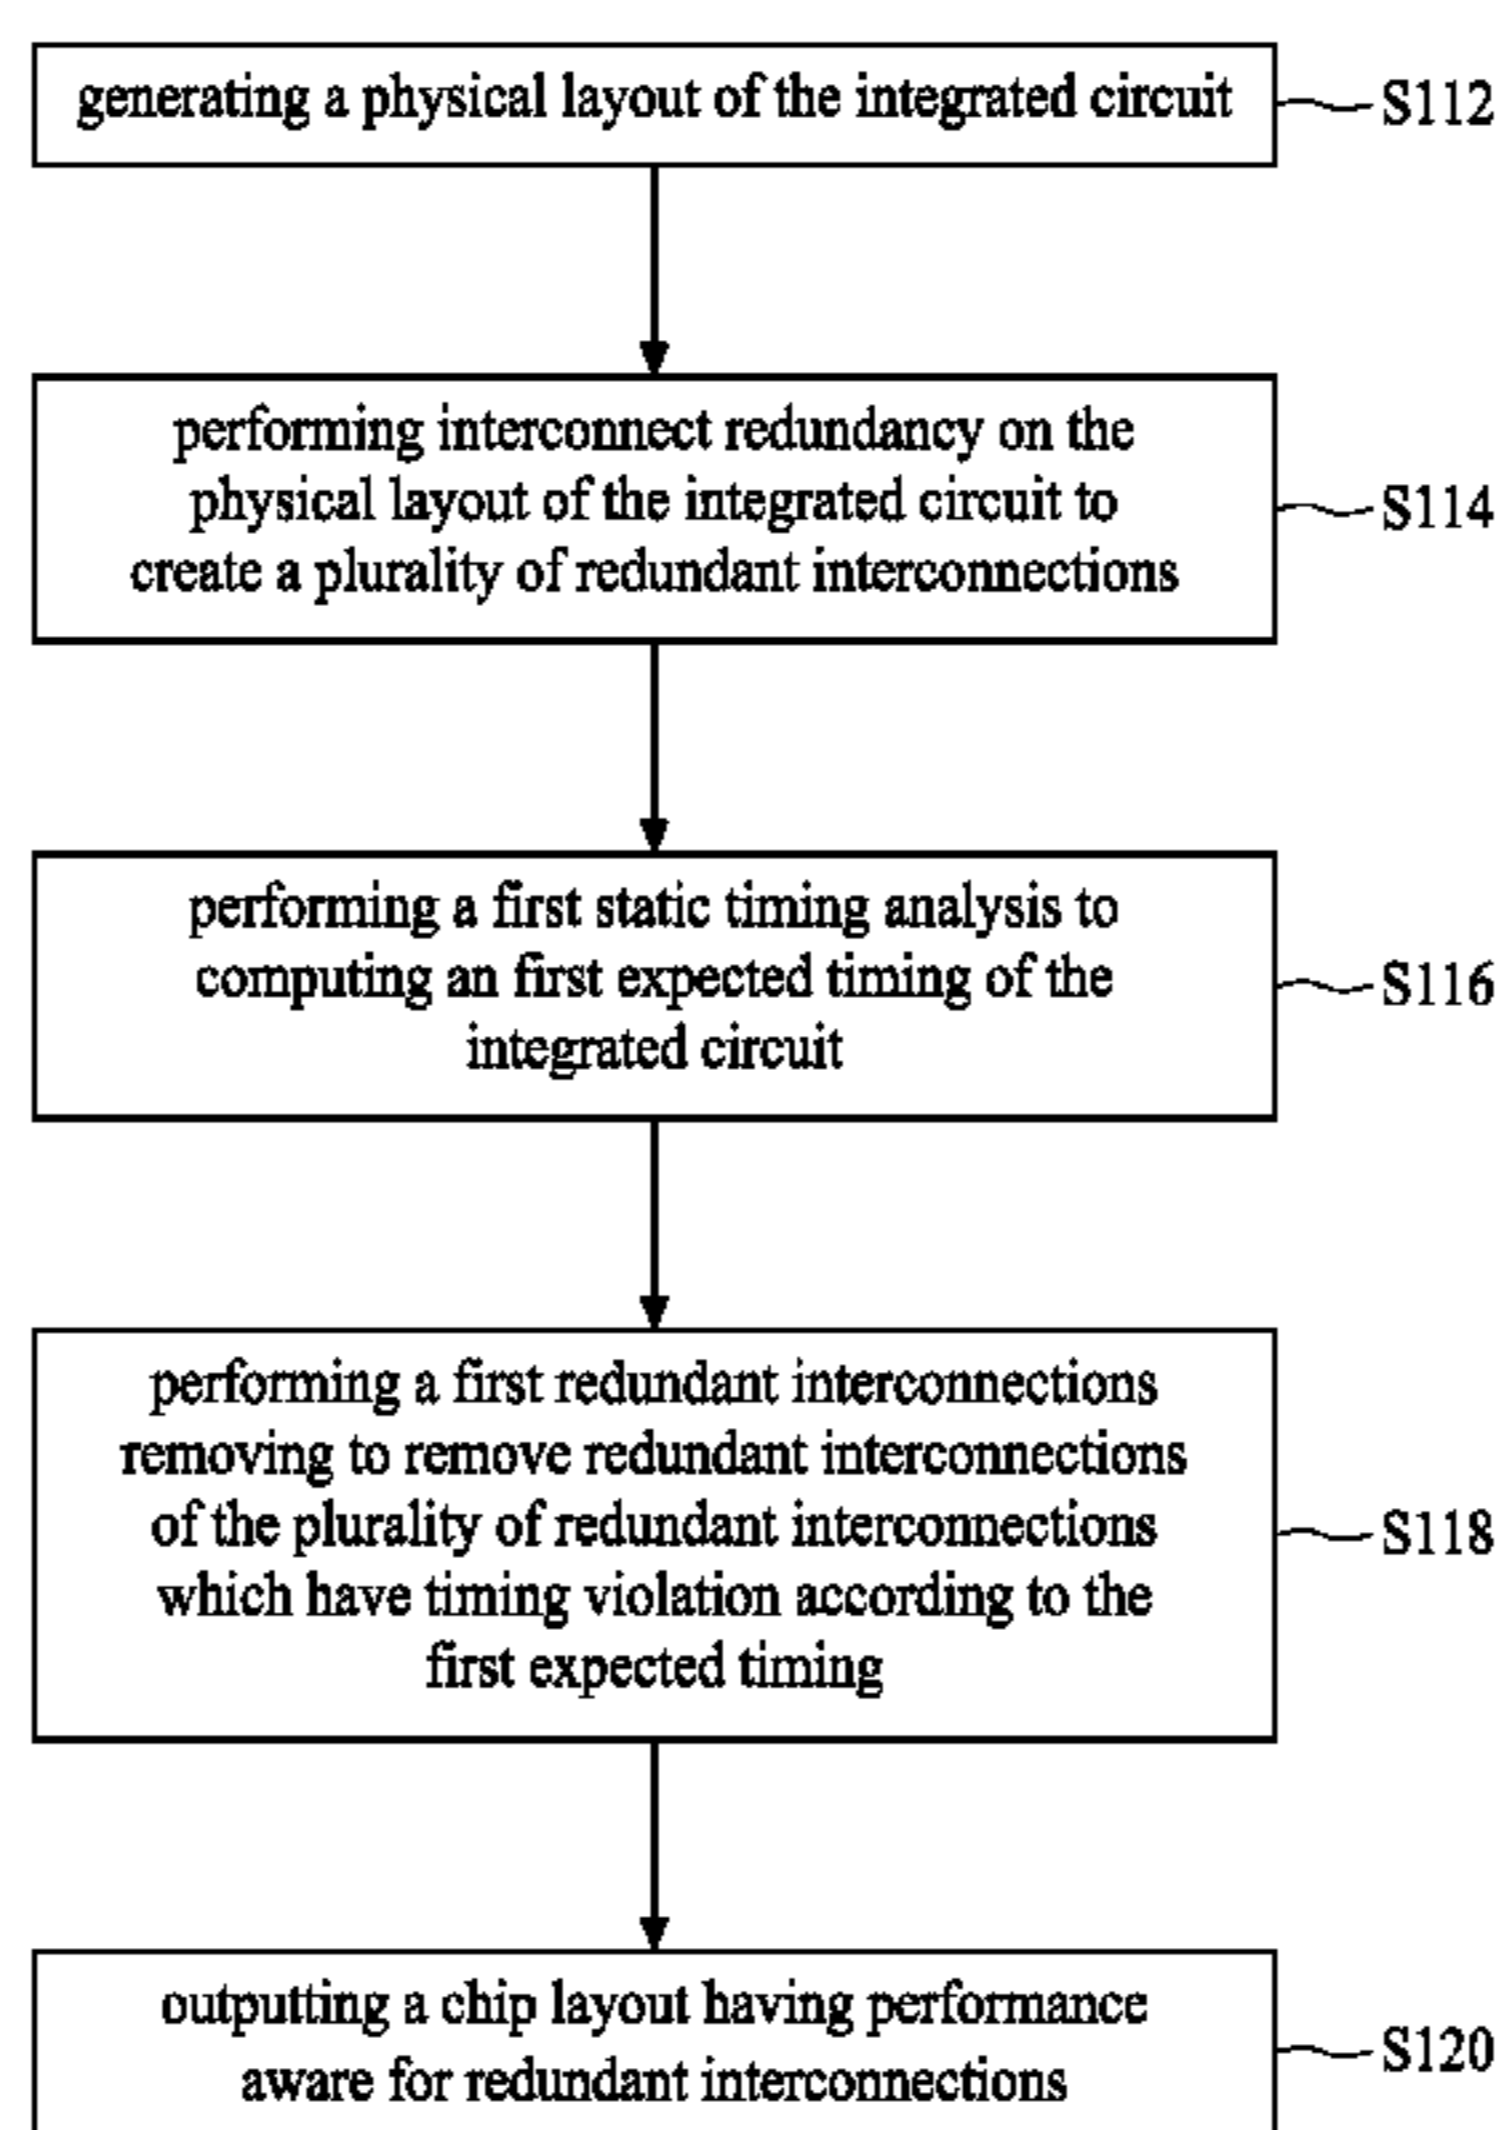 generating a physical layout of the integrated circuit
S112
performing interconnect redundancy on the
physical layout of the integrated circuit to
create a plurality of redundant interconnections
S114
performing a first static timing analysis to
computing an first expected timing of the
integrated circuit
S116
performing a first redundant interconnections
removing to remove redundant interconnections
of the plurality of redundant interconnections
which have timing violation according to the
first expected timing
S118
outputting a chip layout having performance
aware for redundant interconnections
S120